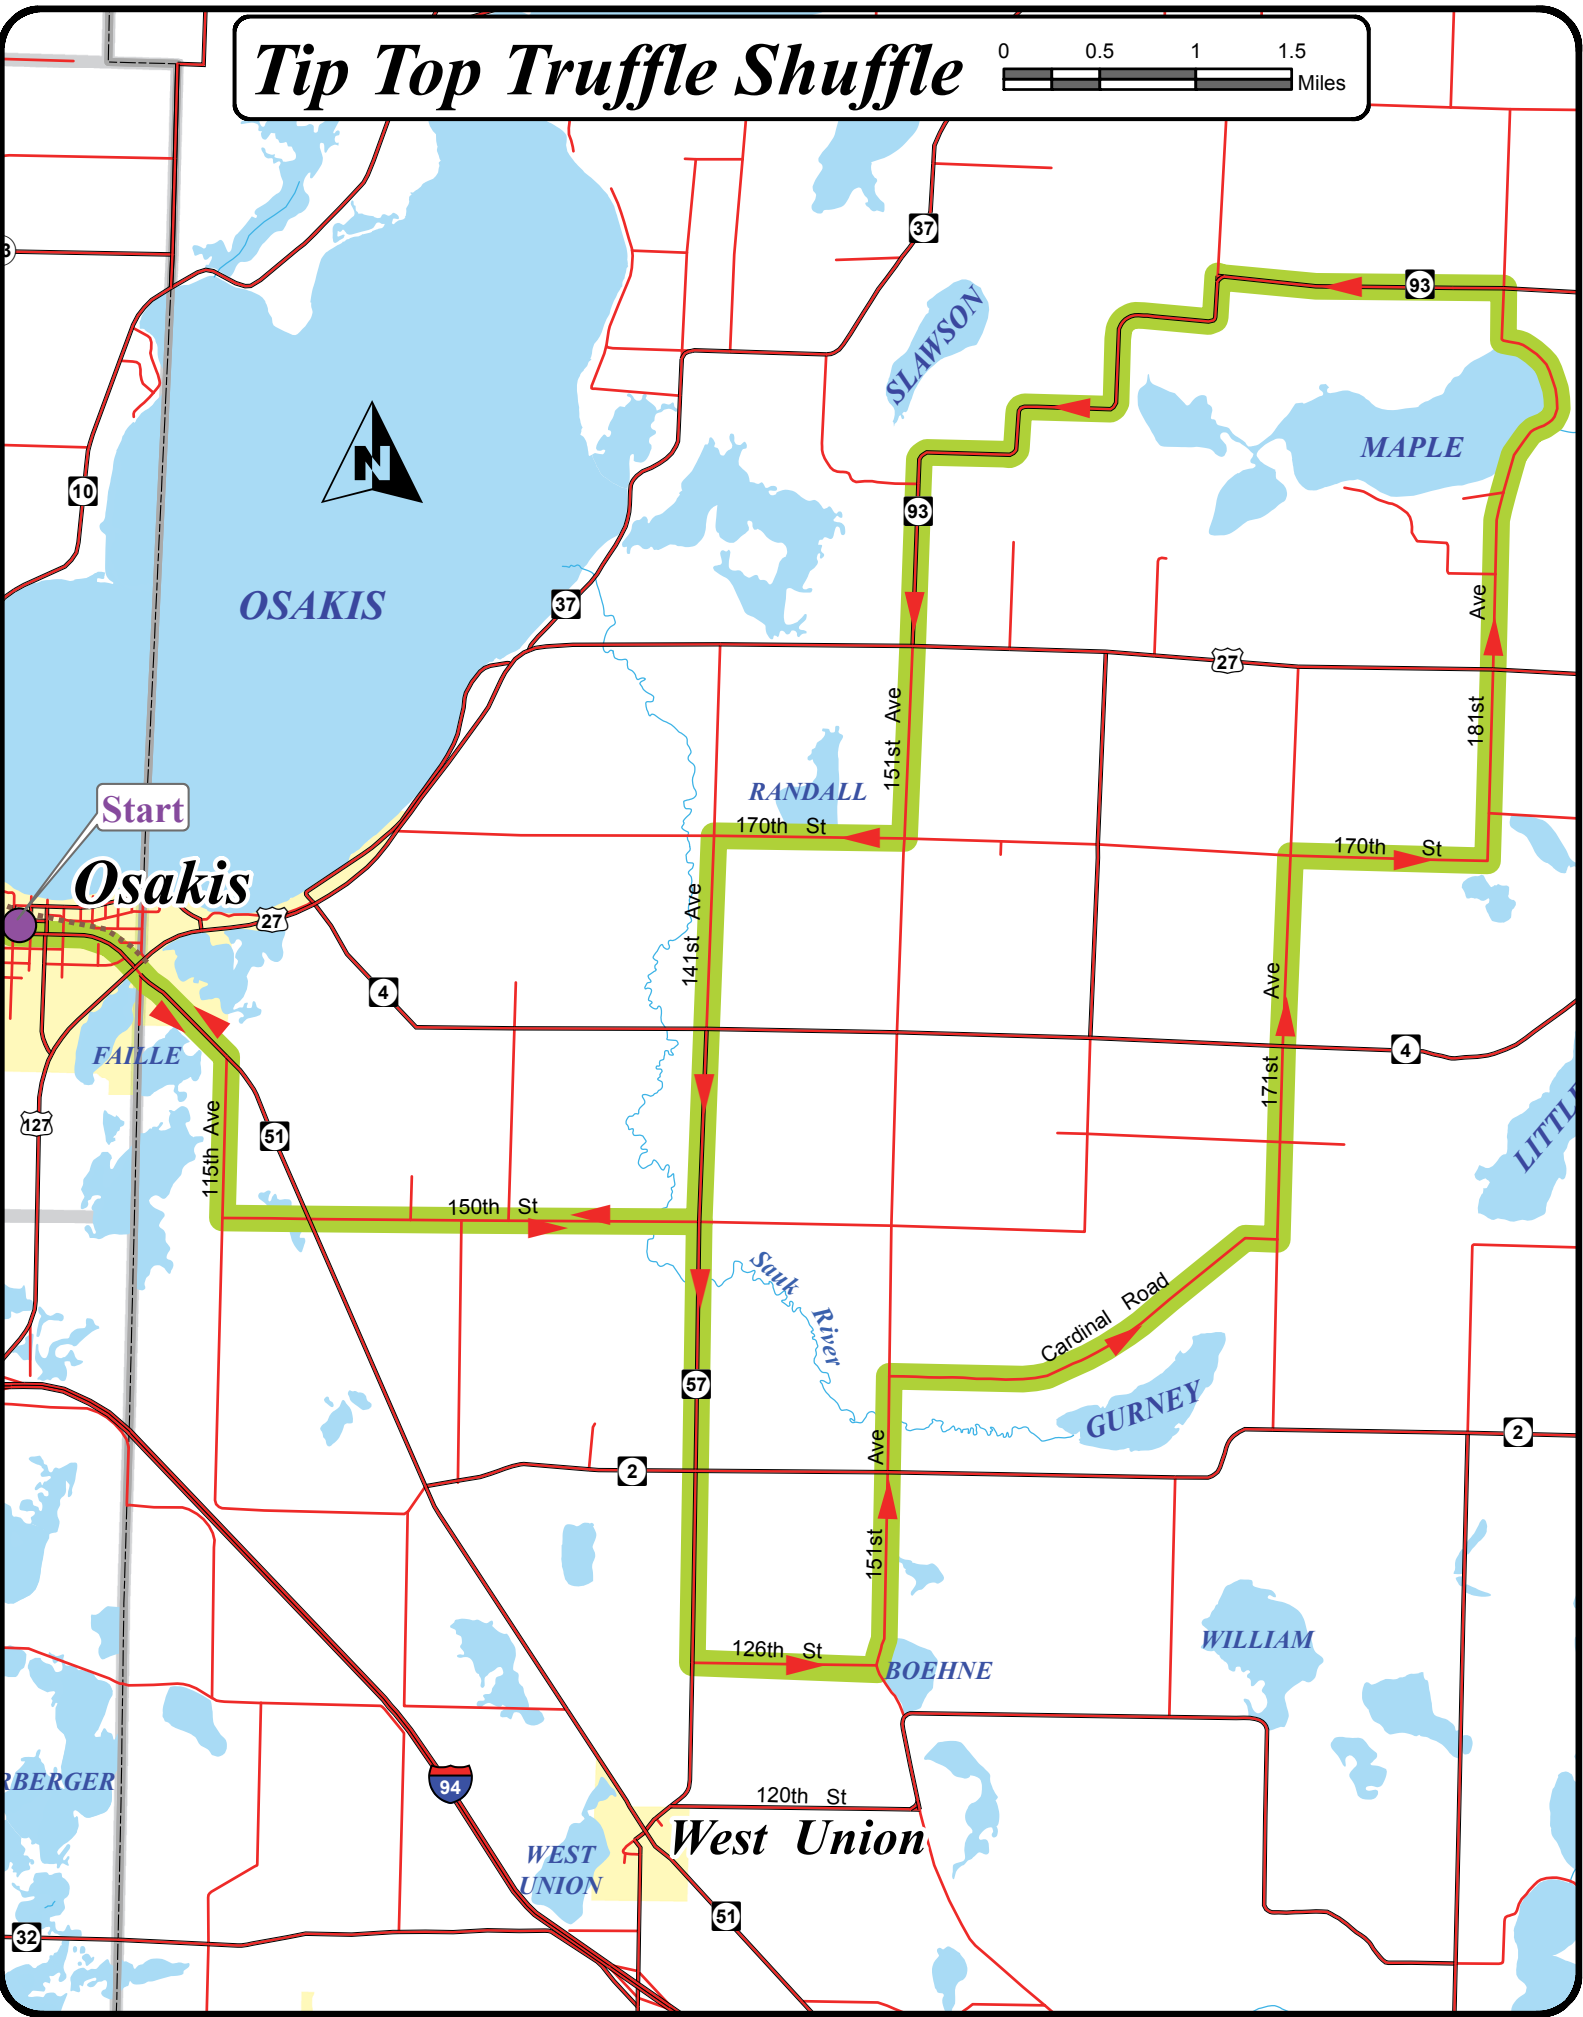 Tip Top Truffle Shuffle
0 0.5 1 1.5
Miles
37
93
SLAWSON
MAPLE
10
N
93
OSAKIS
37
Ave
27
151st Ave
181st
RANDALL
Start
170th St
170th St
Osakis
141st Ave
27
Ave
4
FAILLE
4
171st
LITTLE
127
115th Ave
51
150th St
Sauk
River
Cardinal Road
57
GURNEY
2
Ave
2
151st
126th St
WILLIAM
BOEHNE
RBERGER
94
120th St
West Union
WEST
UNION
51
32